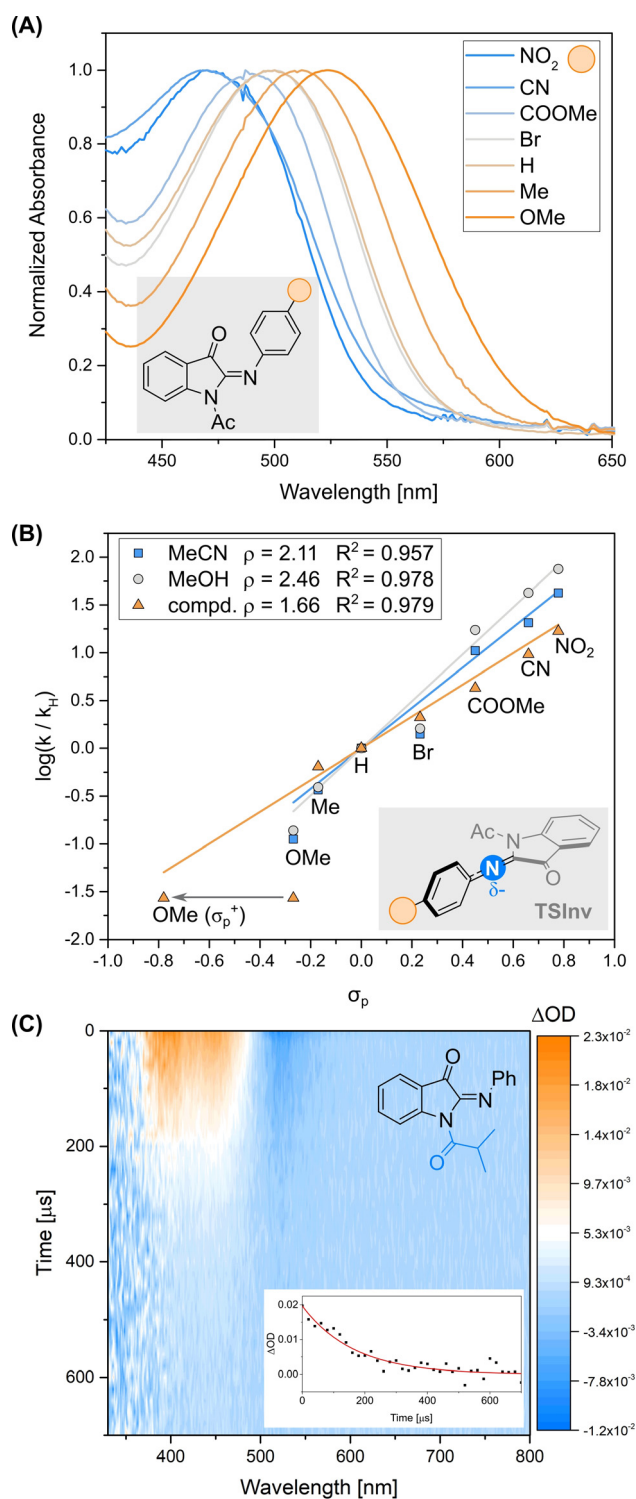 (A)
Normalized Absorbance
1.0
0.8
0.6
0.4
0.2
0.0
NO2
CN
COOMe
Br
H
Me
OMe
O
N
N
Ac
450
500
550
600
650
Wavelength [nm]
(B)
log(k / kH)
2.0
1.5
1.0
0.5
0.0
-0.5
-1.0
-1.5
-2.0
MeCN ρ = 2.11 R2 = 0.957
MeOH ρ = 2.46 R2 = 0.978
compd. ρ = 1.66 R2 = 0.979
NO2
CN
COOMe
Br
H
Me
OMe
OMe (σp+)
Ac
N
N
δ-
O
TSInv
-1.0 -0.8 -0.6 -0.4 -0.2 0.0 0.2 0.4 0.6 0.8 1.0
σp
(C)
ΔOD
Time [µs]
0
200
400
600
O
Ph
N
N
O
2.3x10-2
1.8x10-2
1.4x10-2
9.7x10-3
5.3x10-3
9.3x10-4
-3.4x10-3
-7.8x10-3
-1.2x10-2
ΔOD
0.02
0.01
0.00
0 200 400 600
Time [µs]
400 500 600 700 800
Wavelength [nm]